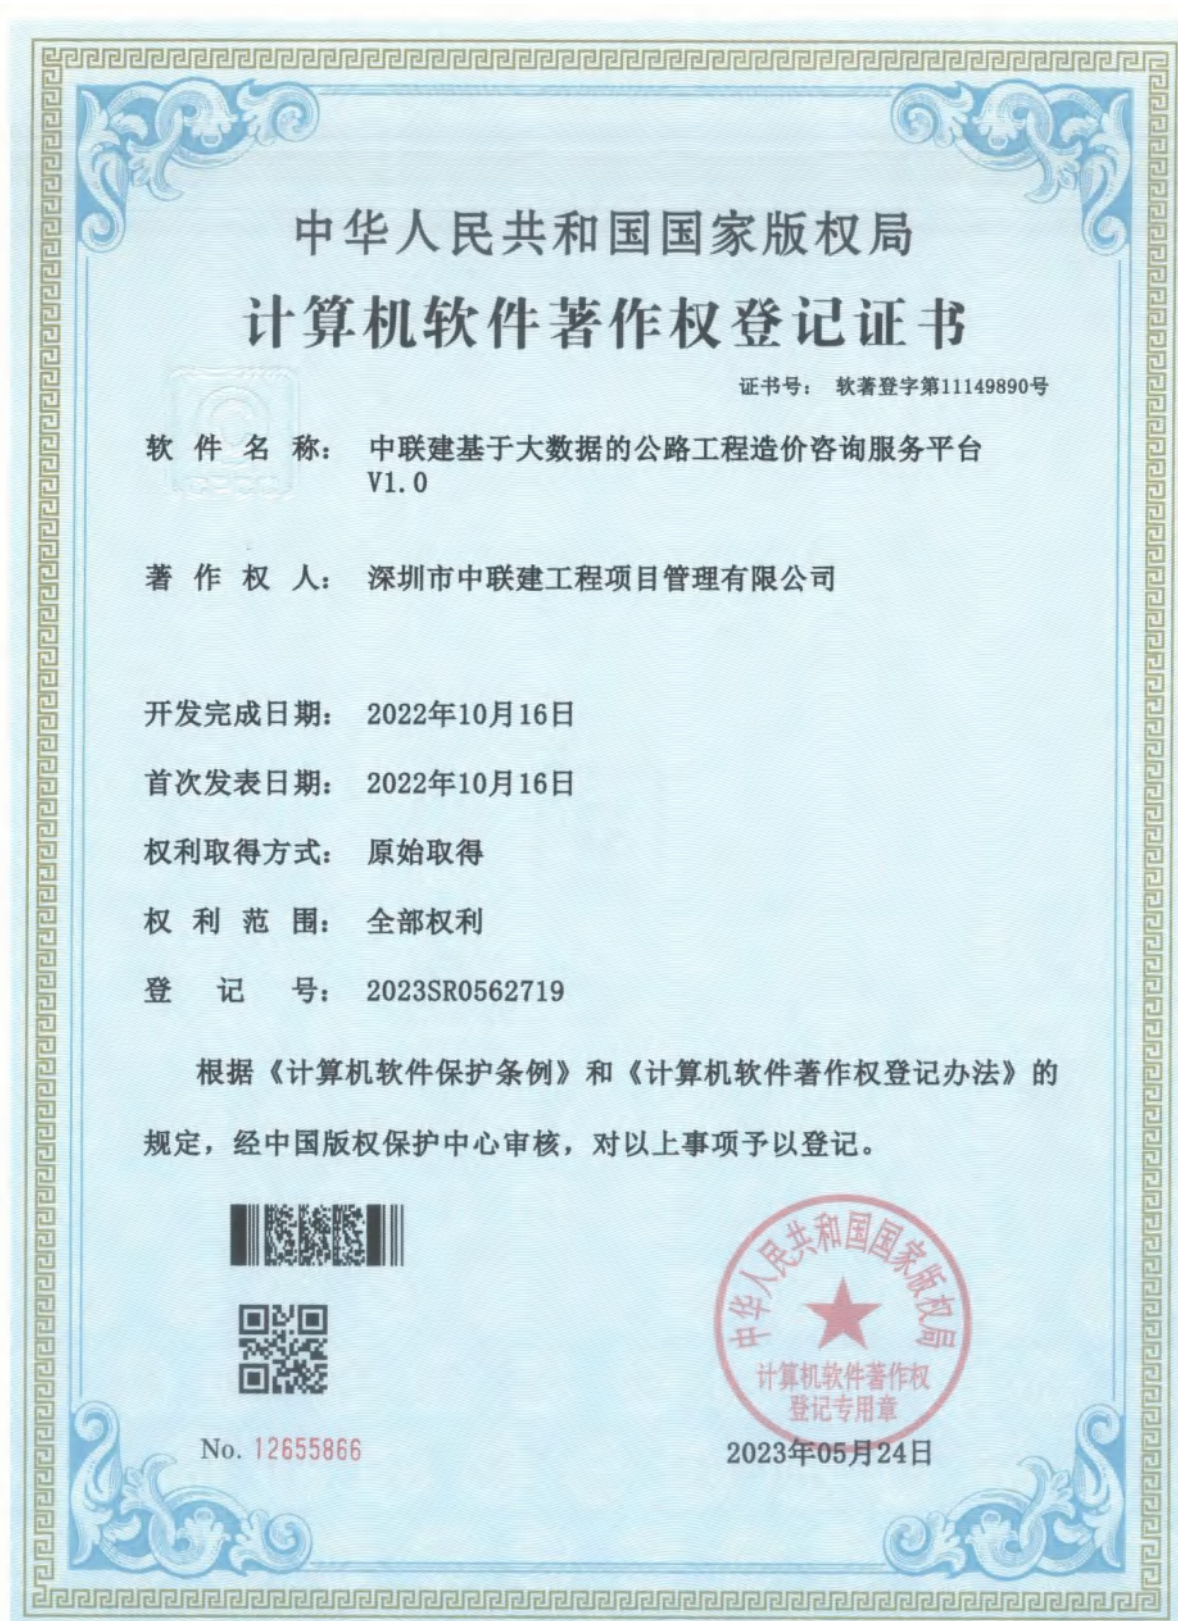 中华人民共和国国家版权局
计算机软件著作权登记证书
证书号： 软著登字第11149890号
软件名称： 中联建基于大数据的公路工程造价咨询服务平台
V1.0
著作权人： 深圳市中联建工程项目管理有限公司
开发完成日期： 2022年10月16日
首次发表日期： 2022年10月16日
权利取得方式： 原始取得
权利范围： 全部权利
登记号： 2023SR0562719
根据《计算机软件保护条例》和《计算机软件著作权登记办法》的
规定，经中国版权保护中心审核，对以上事项予以登记。
中华人民共和国国家版权局
计算机软件著作权
登记专用章
No. 12655866
2023年05月24日